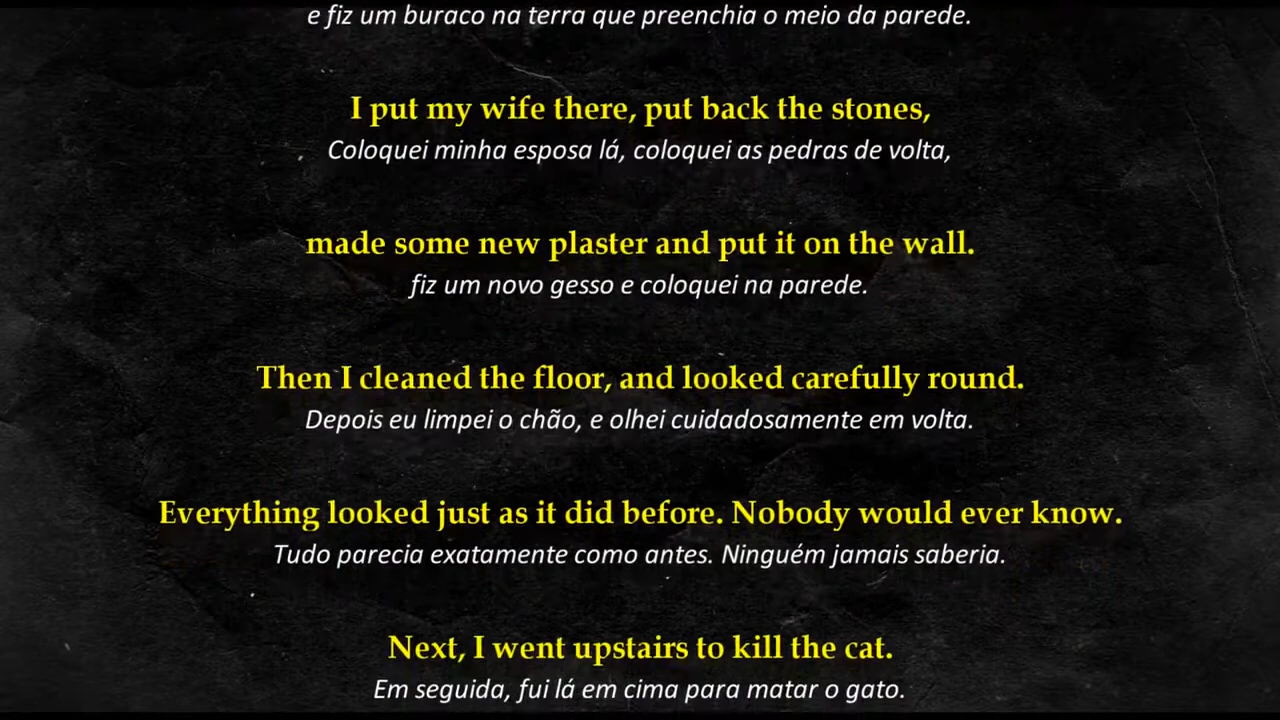 e fiz um buraco na terra que preenchia o meio da parede.
I put my wife there, put back the stones,
Coloquei minha esposa lá, coloquei as pedras de volta,
made some new plaster and put it on the wall.
fiz um novo gesso e coloquei na parede.
Then I cleaned the floor, and looked carefully round.
Depois eu limpei o chão, e olhei cuidadosamente em volta.
Everything looked just as it did before. Nobody would ever know.
Tudo parecia exatamente como antes. Ninguém jamais saberia.
Next, I went upstairs to kill the cat.
Em seguida, fui lá em cima para matar o gato.